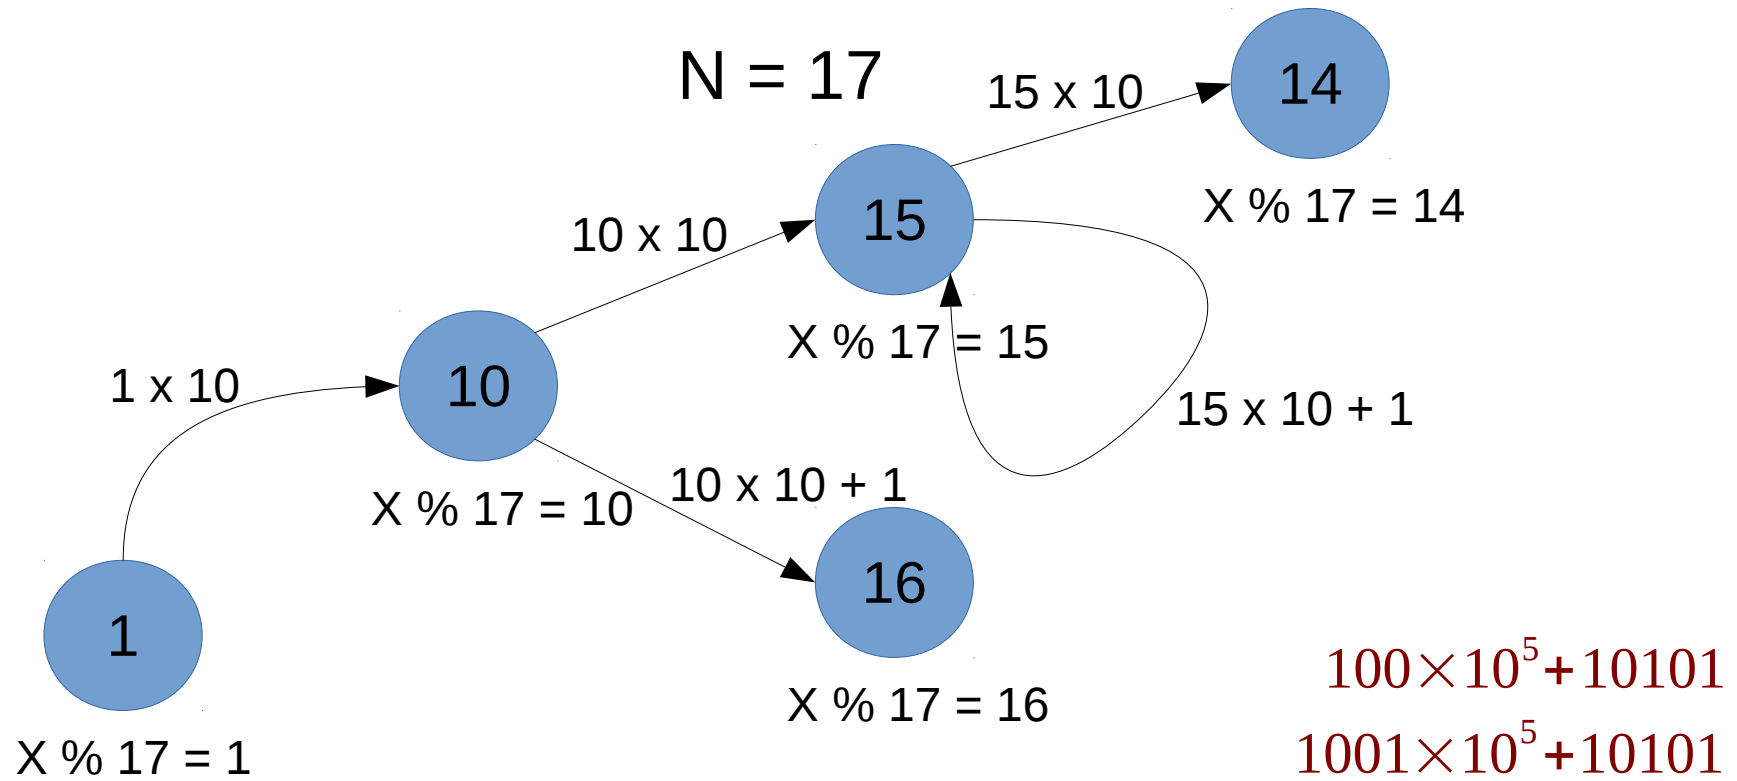 N = 17
14
15 x 10
X % 17 = 14
15
10 x 10
X % 17 = 15
15 x 10 + 1
10
1 x 10
X % 17 = 10
10 x 10 + 1
16
X % 17 = 16
1
X % 17 = 1
100×10⁵+10101
1001×10⁵+10101